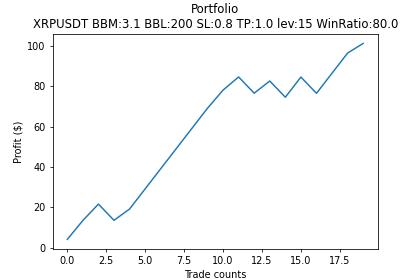 Portfolio
XRPUSDT BBM:3.1 BBL:200 SL:0.8 TP:1.0 lev:15 WinRatio:80.0
100
80
60
40
20
0
Profit ($)
0.0 2.5 5.0 7.5 10.0 12.5 15.0 17.5
Trade counts